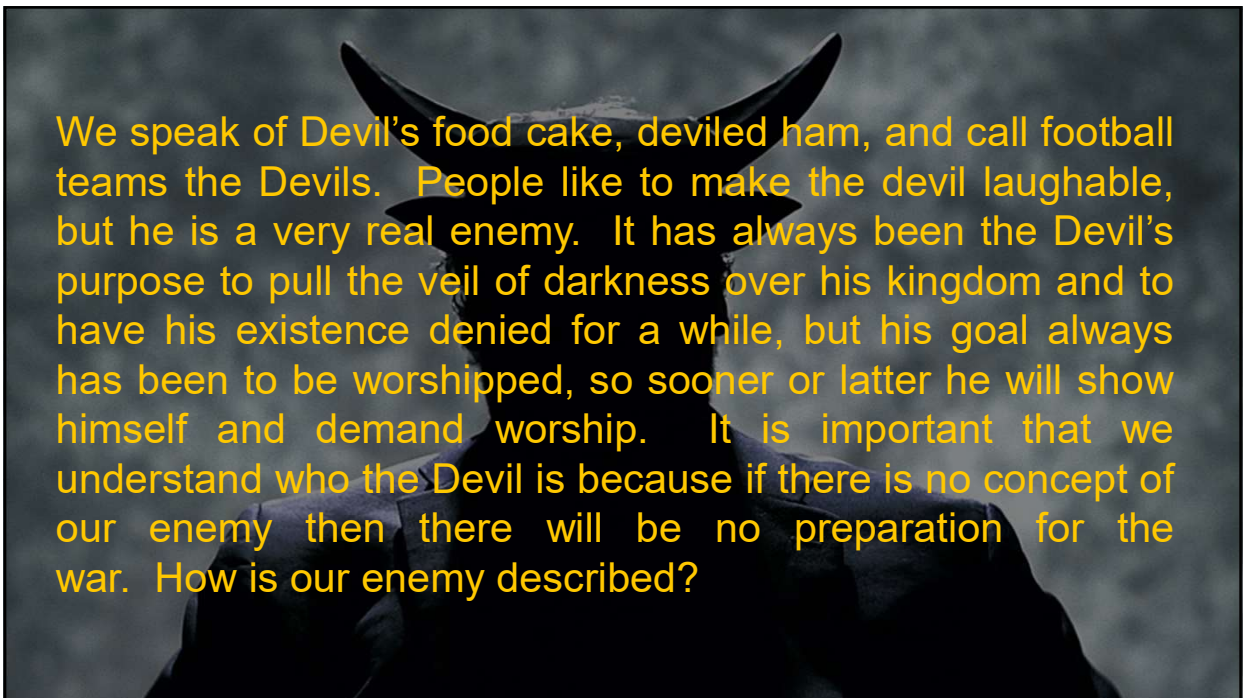 We speak of Devil’s food cake, deviled ham, and call football
teams the Devils.  People like to make the devil laughable,
but he is a very real enemy.  It has always been the Devil’s
purpose to pull the veil of darkness over his kingdom and to
have his existence denied for a while, but his goal always
has been to be worshipped, so sooner or latter he will show
himself and demand worship.  It is important that we
understand who the Devil is because if there is no concept of
our enemy then there will be no preparation for the
war.  How is our enemy described?